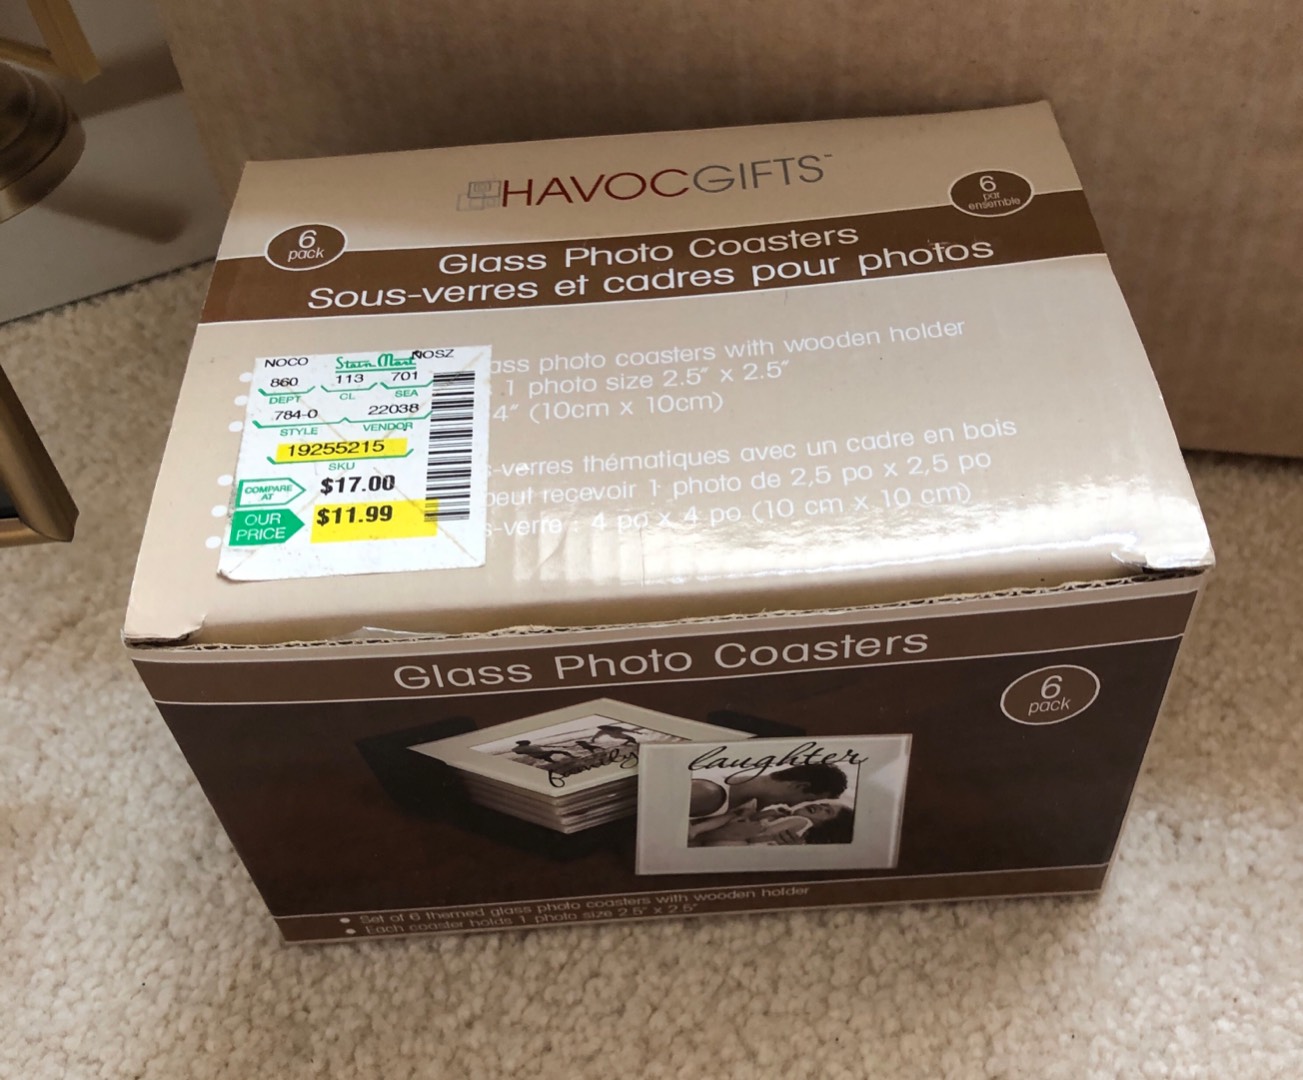 HAVOCGIFTS™
6
pack
6
par
ensemble
Glass Photo Coasters
Sous-verres et cadres pour photos
photo coasters with wooden holder
1 photo size 2.5" x 2.5"
4" (10cm x 10cm)
-verres thématiques avec un cadre en bois
recevoir 1 photo de 2,5 po x 2,5 po
-verre : 4 po x 4 po (10 cm x 10 cm)
NOCO Stein Mart NOSZ
860 113 701
DEPT CL SEA
784-0 22038
STYLE VENDOR
19255215
SKU
COMPARE
AT
$17.00
OUR
PRICE
$11.99
Glass Photo Coasters
6
pack
family
laughter
• Set of 6 themed glass photo coasters with wooden holder
• Each coaster holds 1 photo size 2.5" x 2.5"